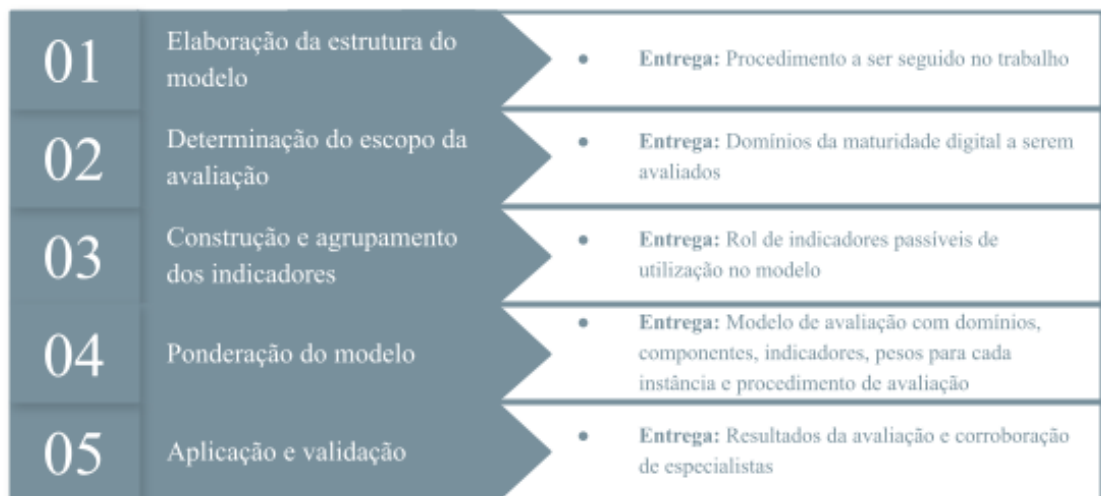 01
Elaboração da estrutura do
modelo
• Entrega: Procedimento a ser seguido no trabalho
02
Determinação do escopo da
avaliação
• Entrega: Domínios da maturidade digital a serem
avaliados
03
Construção e agrupamento
dos indicadores
• Entrega: Rol de indicadores passíveis de
utilização no modelo
04
Ponderação do modelo
• Entrega: Modelo de avaliação com domínios,
componentes, indicadores, pesos para cada
instância e procedimento de avaliação
05
Aplicação e validação
• Entrega: Resultados da avaliação e corroboração
de especialistas